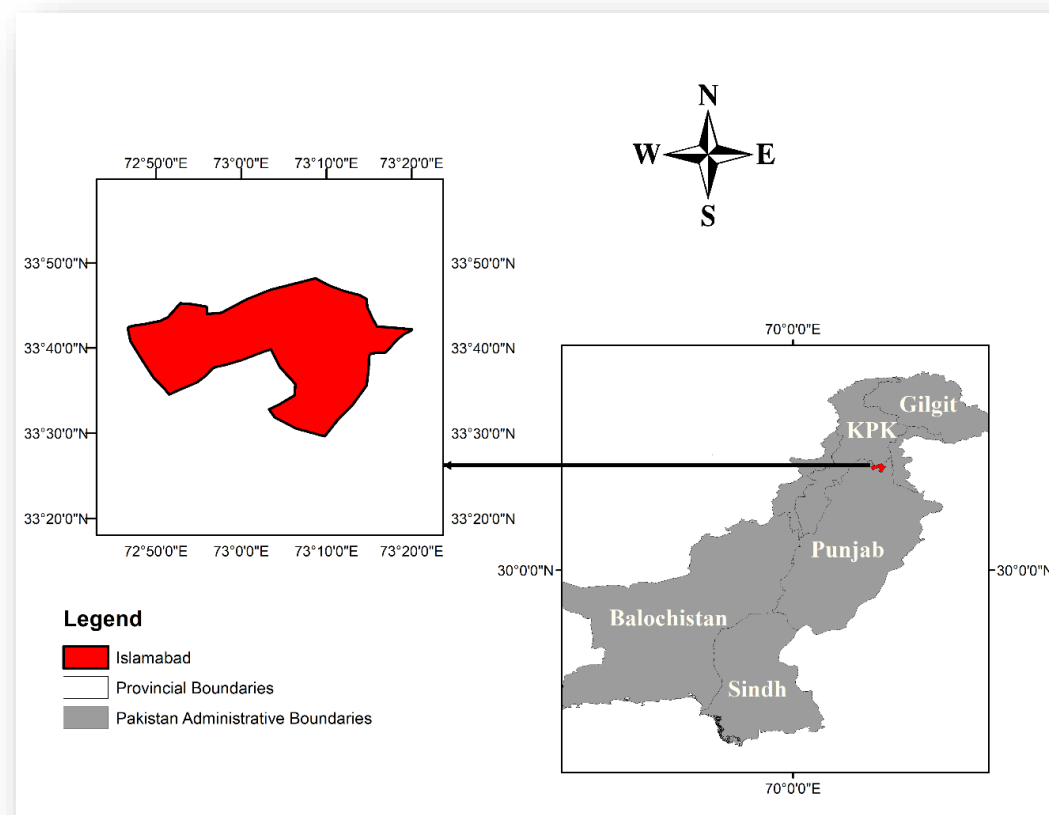 N
W E
S
72°50'0"E 73°0'0"E 73°10'0"E 73°20'0"E
33°50'0"N 33°50'0"N
33°40'0"N 33°40'0"N
33°30'0"N 33°30'0"N
33°20'0"N 33°20'0"N
72°50'0"E 73°0'0"E 73°10'0"E 73°20'0"E
70°0'0"E
Gilgit
KPK
Punjab
30°0'0"N 30°0'0"N
Balochistan
Sindh
70°0'0"E
Legend
Islamabad
Provincial Boundaries
Pakistan Administrative Boundaries